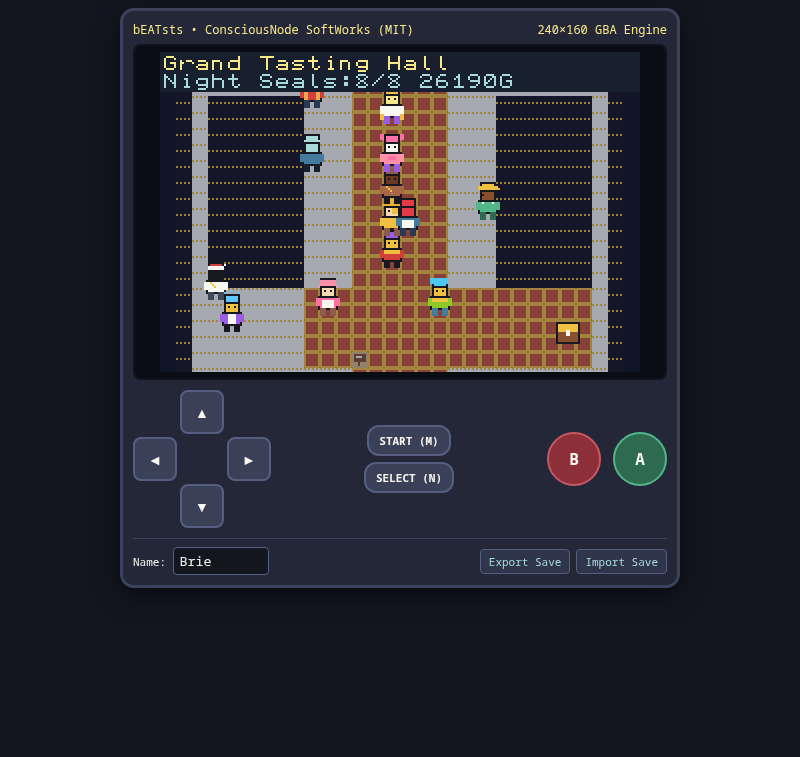 bEATsts • ConsciousNode SoftWorks (MIT)
240×160 GBA Engine
Grand Tasting Hall
Night Seals:8/8 26190G
▲
◄
►
▼
START (M)
SELECT (N)
B
A
Name: Brie
Export Save
Import Save